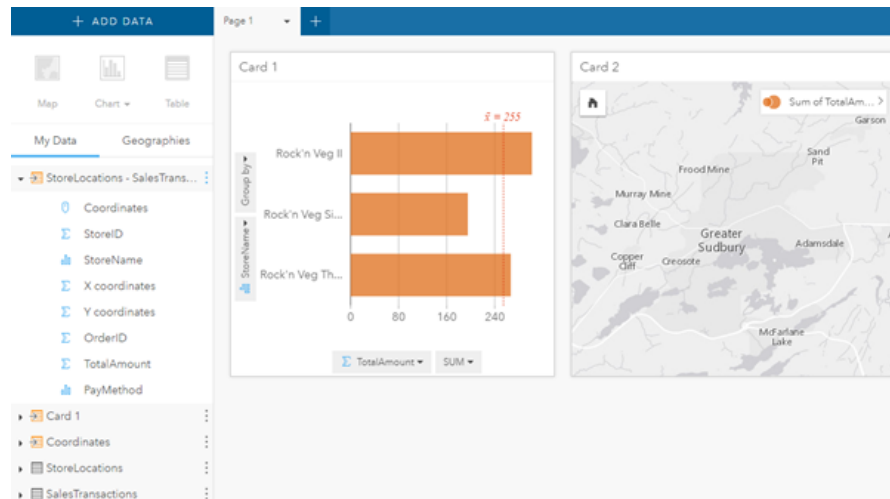 + ADD DATA
Page 1
+
Map
Chart
Table
My Data
Geographies
StoreLocations - SalesTrans...
Coordinates
StoreID
StoreName
X coordinates
Y coordinates
OrderID
TotalAmount
PayMethod
Card 1
Coordinates
StoreLocations
SalesTransactions
Card 1
x̄ = 255
Group by
StoreName
Rock'n Veg II
Rock'n Veg Si...
Rock'n Veg Th...
0 80 160 240
Σ TotalAmount
SUM
Card 2
Sum of TotalAm... >
Garson
Sand
Pit
Frood Mine
Murray Mine
Clara Belle
Greater
Sudbury
Adamsdale
Copper
Cliff
Creosote
McFarlane
Lake